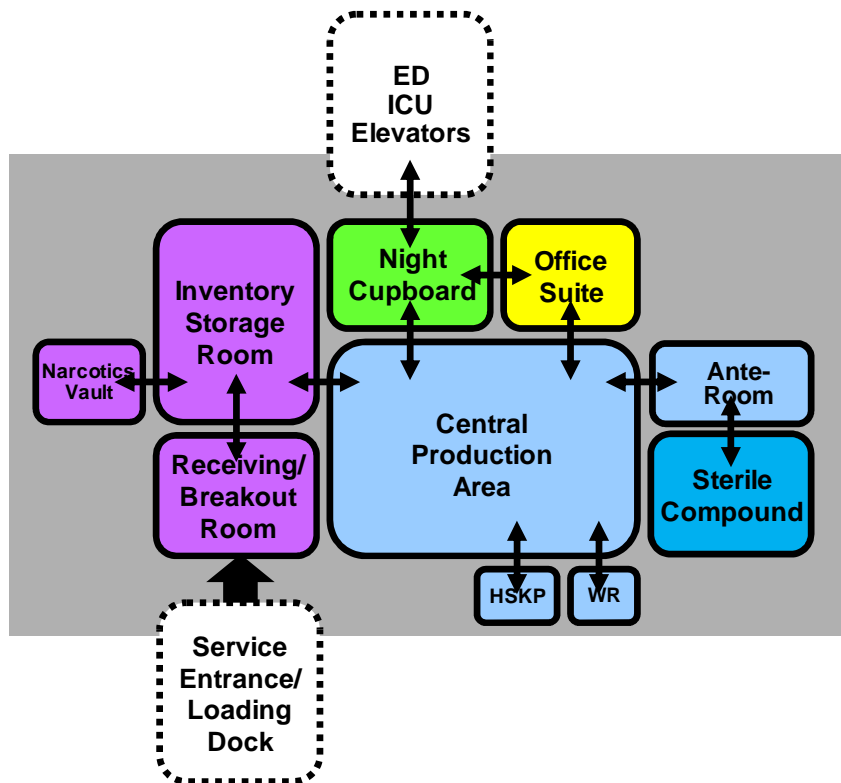 ED
ICU
Elevators
Night
Cupboard
Office
Suite
Inventory
Storage
Room
Narcotics
Vault
Ante-
Room
Central
Production
Area
Receiving/
Breakout
Room
Sterile
Compound
HSKP
WR
Service
Entrance/
Loading
Dock